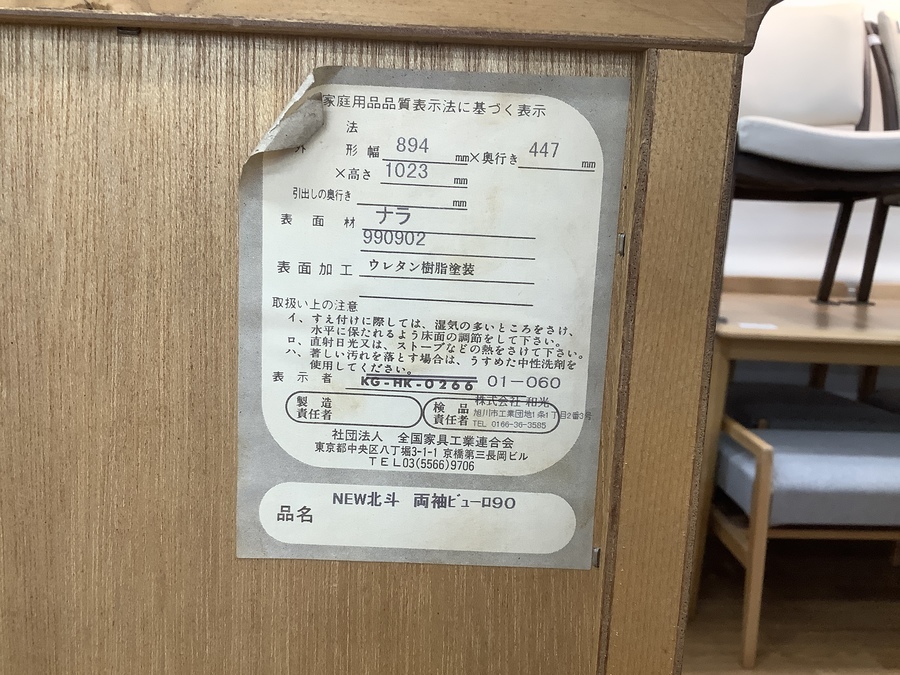 家庭用品品質表示法に基づく表示
法
外 形 幅 894 mm×奥行き 447 mm
×高さ 1023 mm
引出しの奥行き mm
表 面 材 ナラ
990902
表面加工 ウレタン樹脂塗装
取扱い上の注意
イ、すえ付けに際しては、湿気の多いところをさけ、
水平に保たれるよう床面の調節をして下さい。
ロ、直射日光又は、ストーブなどの熱をさけて下さい。
ハ、著しい汚れを落とす場合は、うすめた中性洗剤を
使用してください。
表 示 者 KG-HK-0266 01-060
製 造
責任者
検 品
責任者
株式会社 和光
旭川市工業団地1条1丁目2番3号
TEL 0166-36-3585
社団法人 全国家具工業連合会
東京都中央区八丁堀3-1-1 京橋第三長岡ビル
TEL03(5566)9706
品名 NEW北斗 両袖ビューロ90